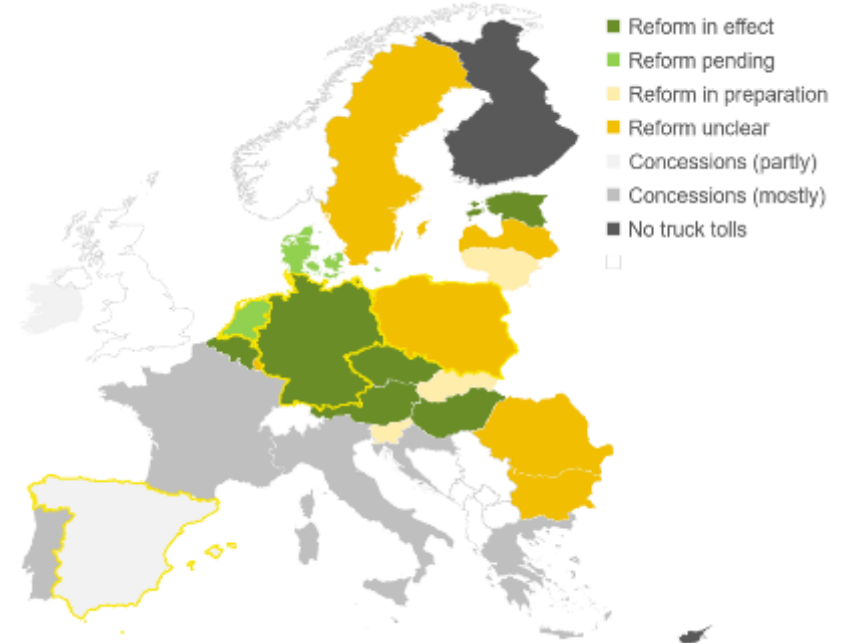 Reform in effect
Reform pending
Reform in preparation
Reform unclear
Concessions (partly)
Concessions (mostly)
No truck tolls